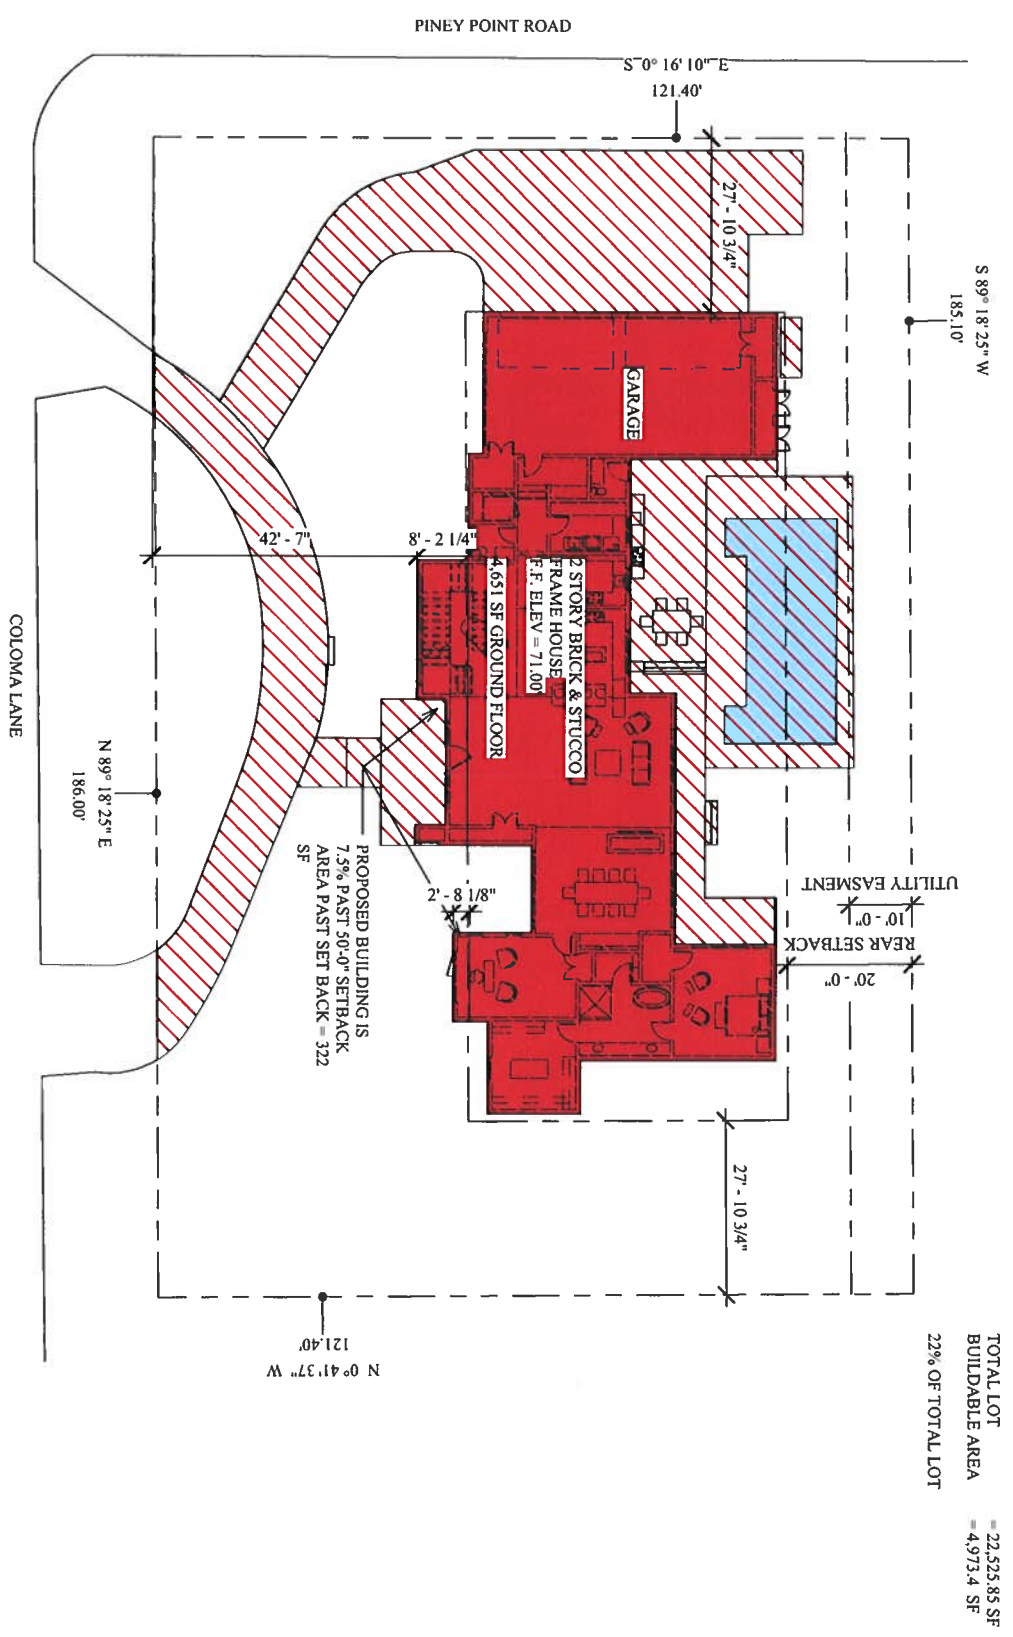 PINEY POINT ROAD
S 0° 16' 10" E
121.40'
27' - 10 3/4"
S 89° 18' 25" W
185.10'
GARAGE
42' - 7"
8' - 2 1/4"
2 STORY BRICK & STUCCO
FRAME HOUSE
F.F. ELEV = 71.00'
4,651 SF GROUND FLOOR
COLOMA LANE
N 89° 18' 25" E
186.00'
PROPOSED BUILDING IS
7.5% PAST 50'-0" SETBACK
AREA PAST SET BACK = 322
SF
2' - 8 1/8"
UTILITY EASMENT
10' - 0"
REAR SETBACK
20' - 0"
27' - 10 3/4"
121.40'
N 0° 41' 37" W
TOTAL LOT = 22,525.85 SF
BUILDABLE AREA = 4,973.4 SF
22% OF TOTAL LOT